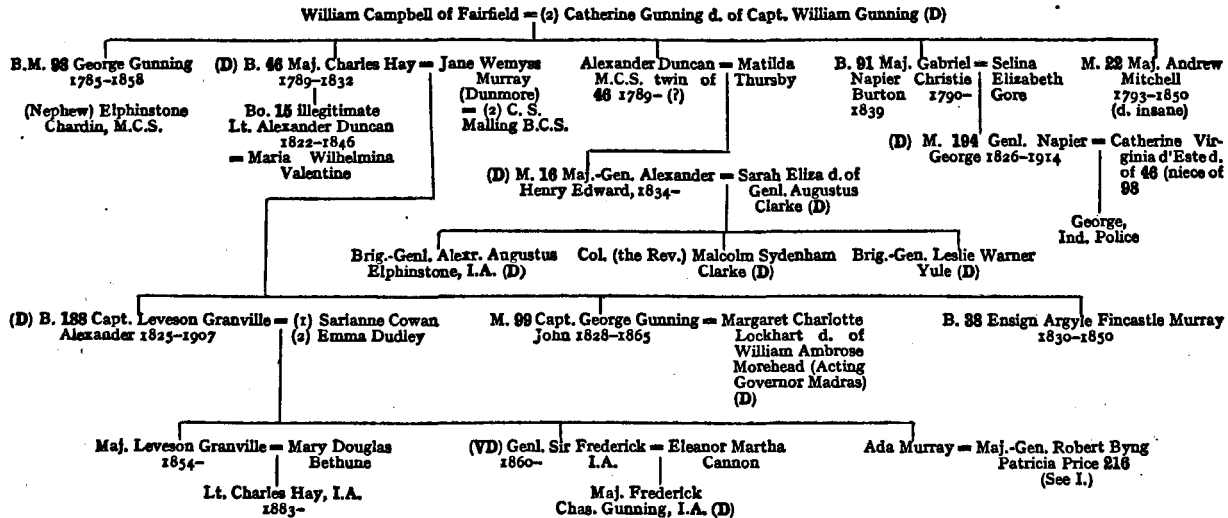 William Campbell of Fairfield = (2) Catherine Gunning d. of Capt. William Gunning (D)
B.M. 98 George Gunning
1785–1858
(Nephew) Elphinstone
Chardin, M.C.S.
(D) B. 46 Maj. Charles Hay =
1789–1832
Bo. 15 illegitimate
Lt. Alexander Duncan
1822–1846
= Maria Wilhelmina
Valentine
Jane Wemyss
Murray
(Dunmore)
= (2) C. S.
Malling B.C.S.
Alexander Duncan =
M.C.S. twin of
46 1789– (?)
Matilda
Thursby
B. 91 Maj. Gabriel =
Napier Christie
Burton 1790–
1839
Selina
Elizabeth
Gore
M. 22 Maj. Andrew
Mitchell
1793–1850
(d. insane)
(D) M. 194 Genl. Napier =
George 1826–1914
Catherine Vir-
ginia d'Este d.
of 46 (niece of
98
George,
Ind. Police
(D) M. 16 Maj.-Gen. Alexander =
Henry Edward, 1834–
Sarah Eliza d. of
Genl. Augustus
Clarke (D)
Brig.-Genl. Alexr. Augustus
Elphinstone, I.A. (D)
Col. (the Rev.) Malcolm Sydenham
Clarke (D)
Brig.-Gen. Leslie Warner
Yule (D)
(D) B. 188 Capt. Leveson Granville =
Alexander 1825–1907
(1) Sarianne Cowan
(2) Emma Dudley
M. 99 Capt. George Gunning =
John 1828–1865
Margaret Charlotte
Lockhart d. of
William Ambrose
Morehead (Acting
Governor Madras)
(D)
B. 38 Ensign Argyle Fincastle Murray
1830–1850
Maj. Leveson Granville =
1854–
Mary Douglas
Bethune
Lt. Charles Hay, I.A.
1883–
(VD) Genl. Sir Frederick =
1860– I.A.
Eleanor Martha
Cannon
Maj. Frederick
Chas. Gunning, I.A. (D)
Ada Murray =
Maj.-Gen. Robert Byng
Patricia Price 216
(See I.)